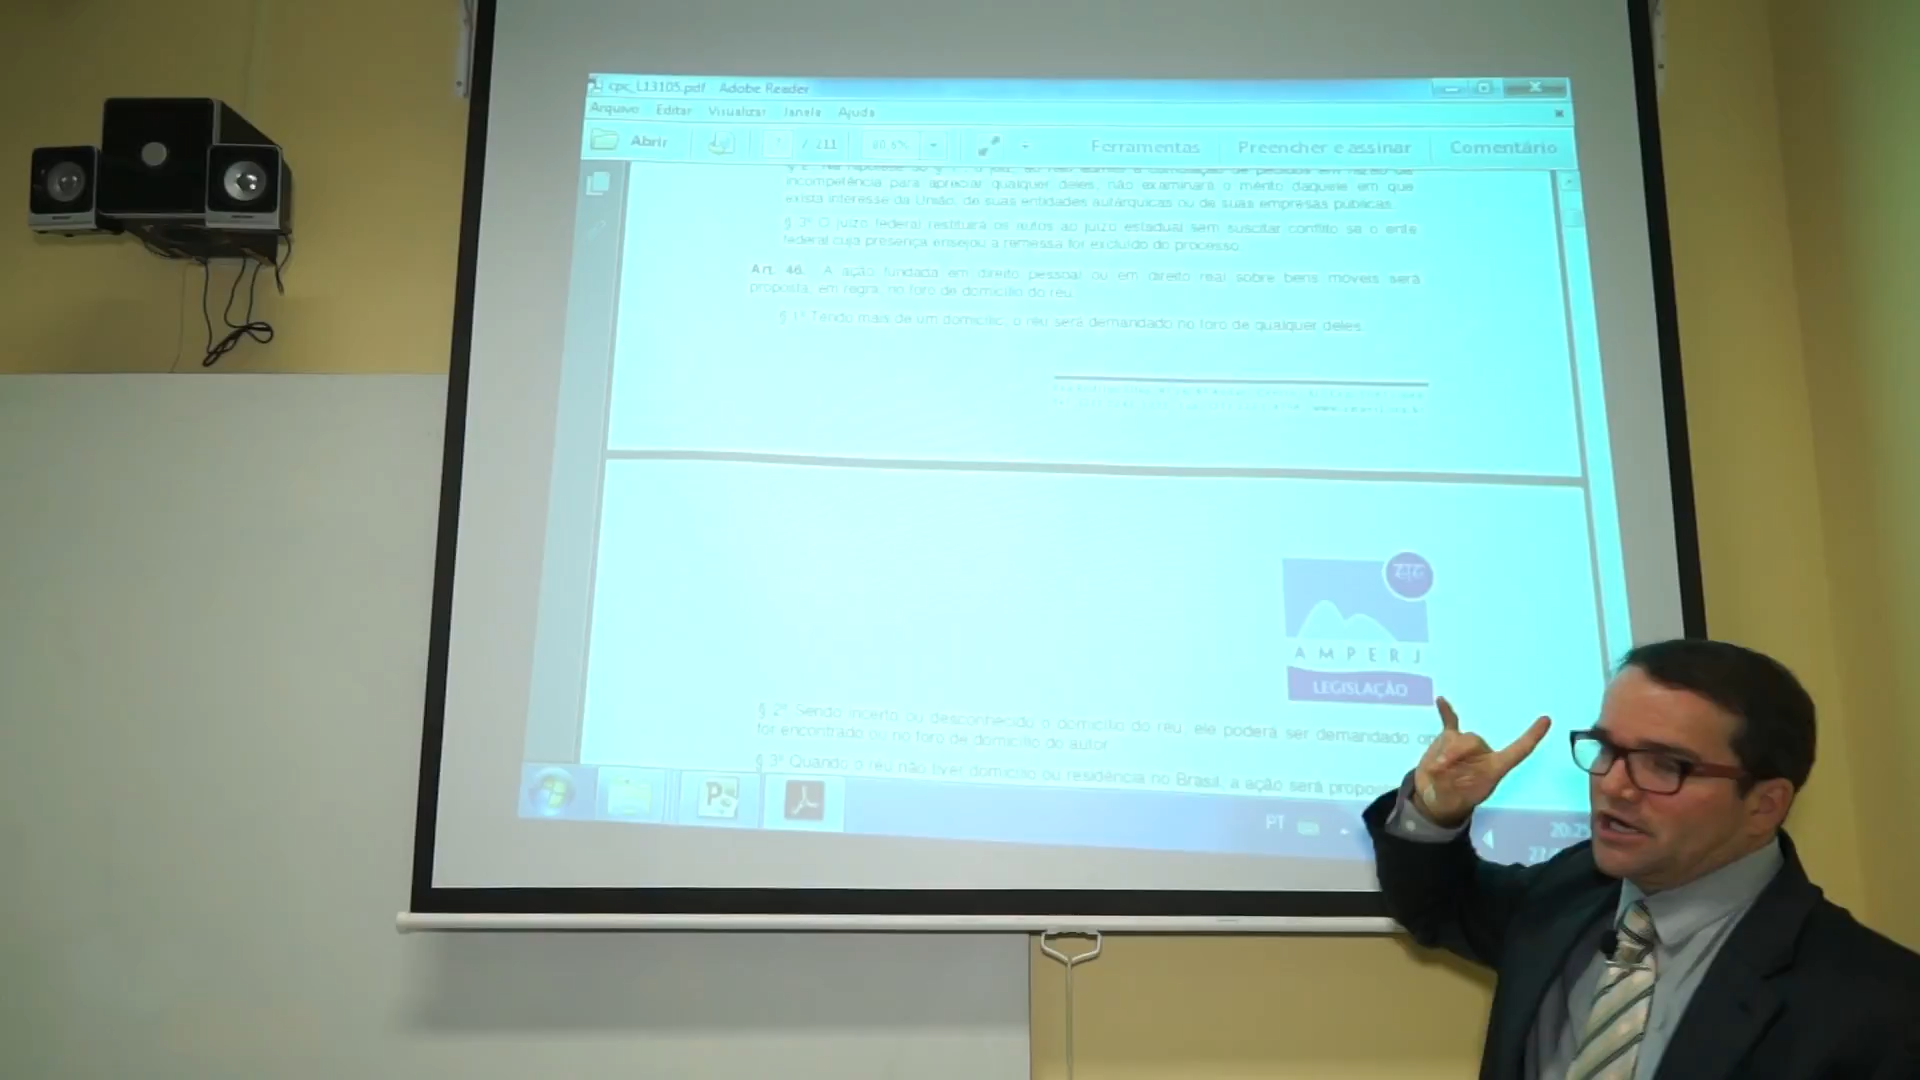 cpc_L13105.pdf - Adobe Reader
Arquivo Editar Visualizar Janela Ajuda
Abrir / 211 Ferramentas Preencher e assinar Comentário
incompetência para apreciar qualquer deles, não examinará o mérito daquele em que
exista interesse da União, de suas entidades autárquicas ou de suas empresas públicas.
§ 3º O juízo federal restituirá os autos ao juízo estadual sem suscitar conflito se o ente
federal cuja presença ensejou a remessa for excluído do processo.
Art. 46. A ação fundada em direito pessoal ou em direito real sobre bens móveis será
proposta, em regra, no foro de domicílio do réu.
§ 1º Tendo mais de um domicílio, o réu será demandado no foro de qualquer deles.
AMPERJ
LEGISLAÇÃO
§ 2º Sendo incerto ou desconhecido o domicílio do réu, ele poderá ser demandado
for encontrado ou no foro de domicílio do autor.
§ 3º Quando o réu não tiver domicílio ou residência no Brasil, a ação será
PT